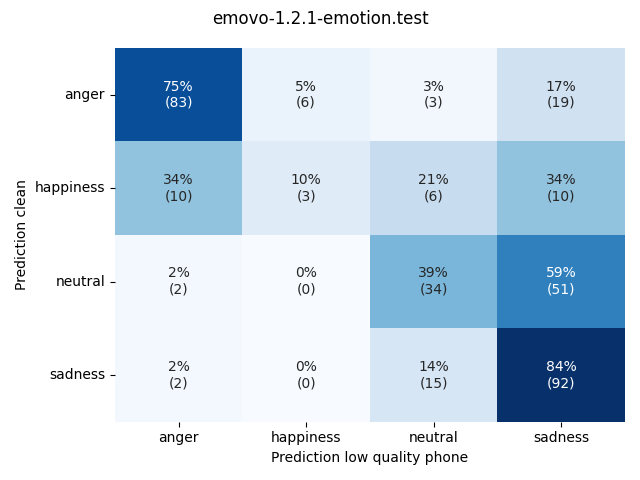 emovo-1.2.1-emotion.test
Prediction clean
anger
75%
(83)
5%
(6)
3%
(3)
17%
(19)
happiness
34%
(10)
10%
(3)
21%
(6)
34%
(10)
neutral
2%
(2)
0%
(0)
39%
(34)
59%
(51)
sadness
2%
(2)
0%
(0)
14%
(15)
84%
(92)
anger
happiness
neutral
sadness
Prediction low quality phone